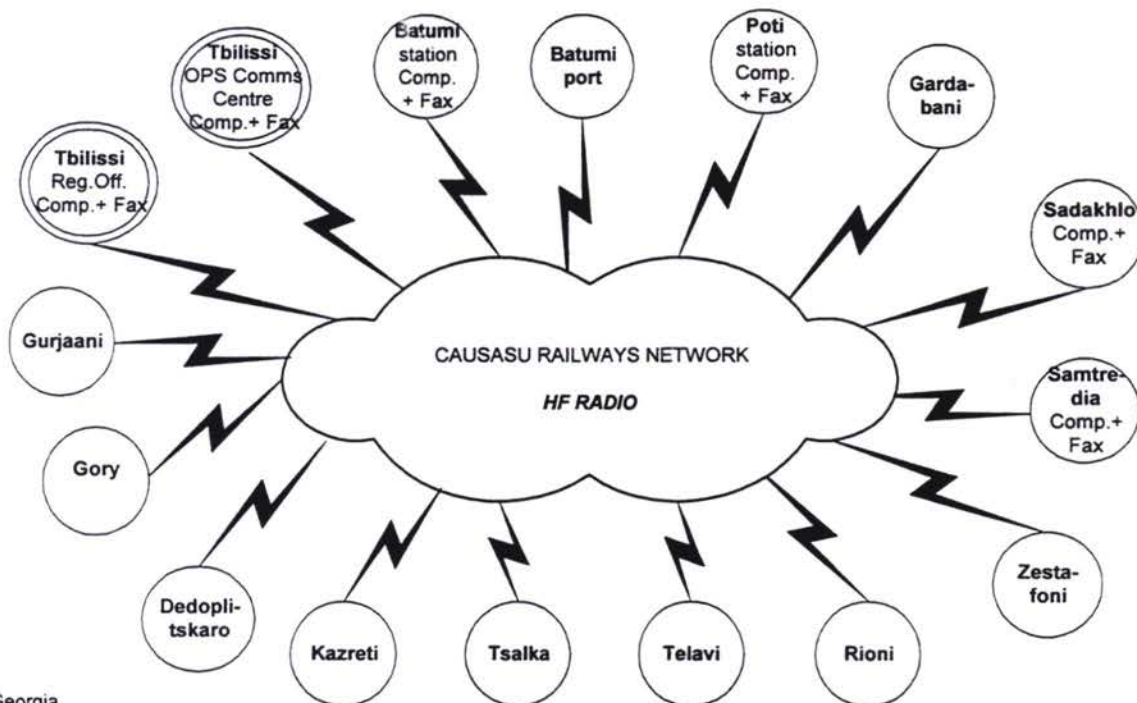 Tbilissi
OPS Comms
Centre
Comp.+ Fax
Batumi
station
Comp.
+ Fax
Batumi
port
Poti
station
Comp.
+ Fax
Garda-
bani
Tbilissi
Reg.Off.
Comp.+ Fax
Sadakhlo
Comp.+
Fax
Gurjaani
CAUSASU RAILWAYS NETWORK
HF RADIO
Samtre-
dia
Comp.+
Fax
Gory
Zesta-
foni
Dedopli-
tskaro
Kazreti
Tsalka
Telavi
Rioni
Georgia